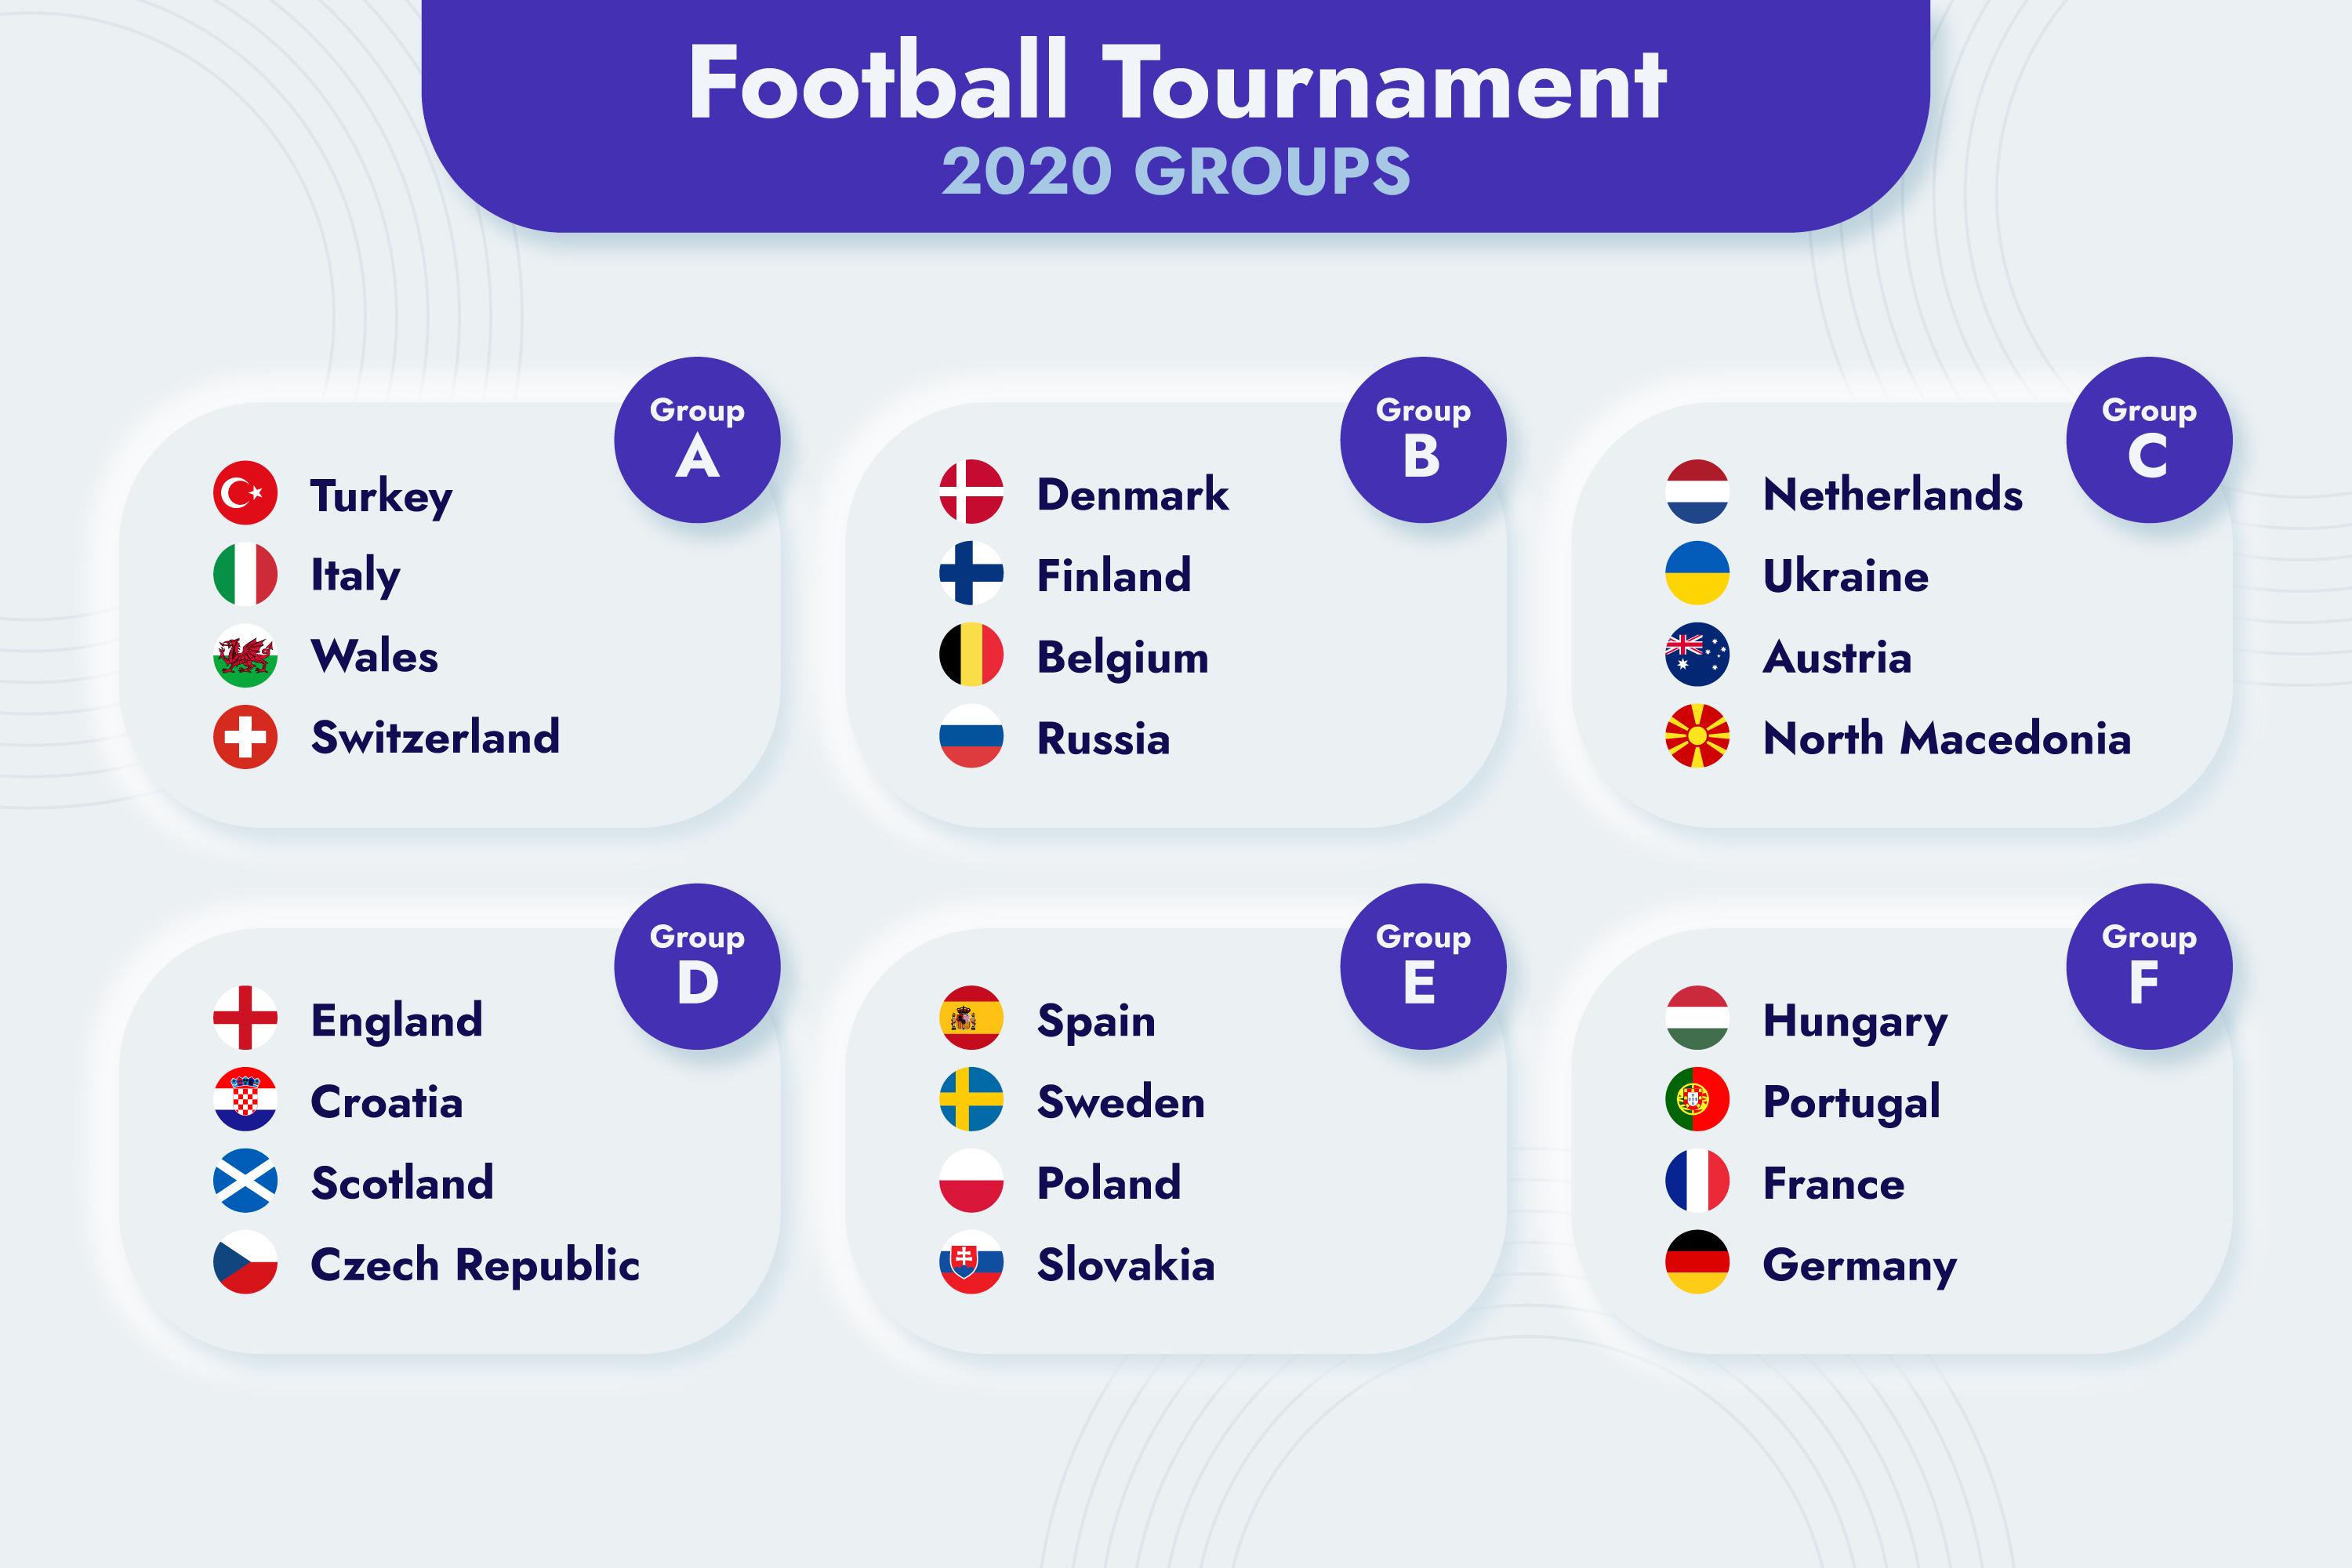 Football Tournament
2020 GROUPS
Group
A
Turkey
Italy
Wales
Switzerland
Group
B
Denmark
Finland
Belgium
Russia
Group
C
Netherlands
Ukraine
Austria
North Macedonia
Group
D
England
Croatia
Scotland
Czech Republic
Group
E
Spain
Sweden
Poland
Slovakia
Group
F
Hungary
Portugal
France
Germany